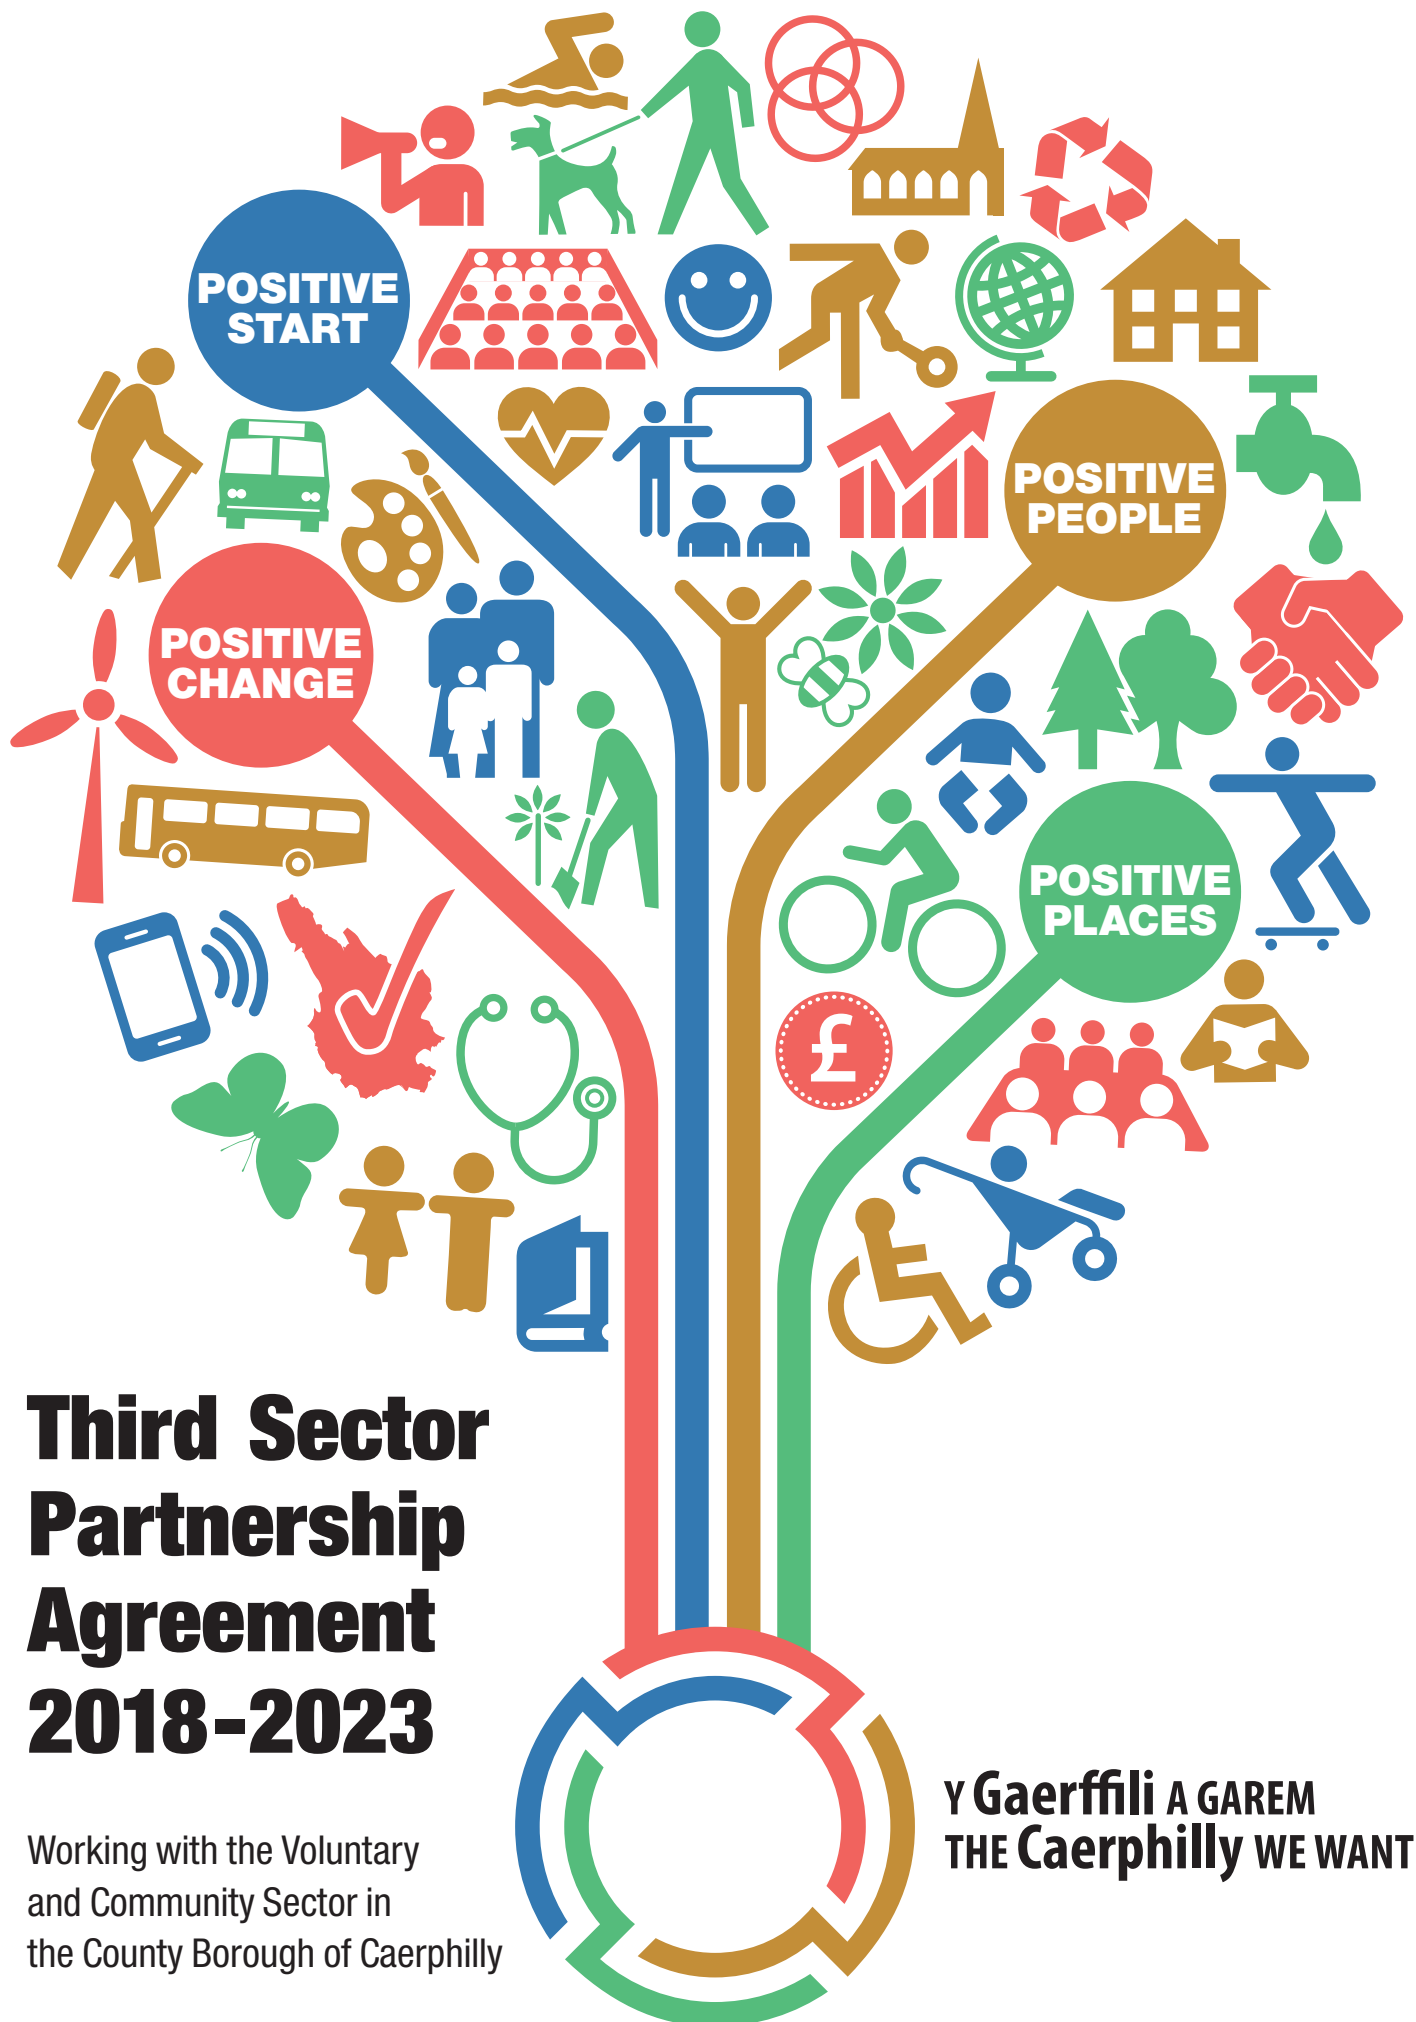 POSITIVE
START
POSITIVE
PEOPLE
POSITIVE
CHANGE
POSITIVE
PLACES
£
Third Sector
Partnership
Agreement
2018-2023
Working with the Voluntary
and Community Sector in
the County Borough of Caerphilly
Y Gaerffili A GAREM
THE Caerphilly WE WANT